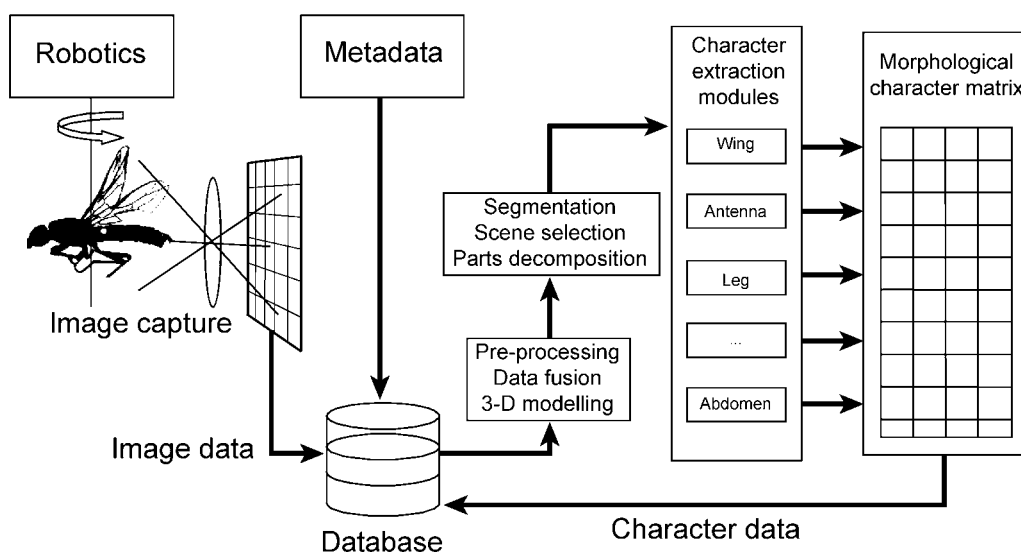 Robotics
Metadata
Character
extraction
modules
Morphological
character matrix
Wing
Antenna
Leg
...
Abdomen
Segmentation
Scene selection
Parts decomposition
Image capture
Pre-processing
Data fusion
3-D modelling
Image data
Database
Character data